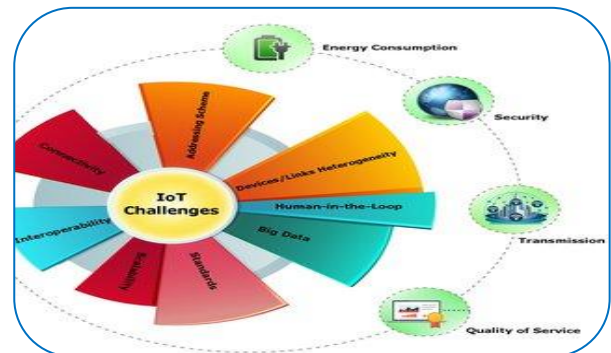 Energy Consumption
Security
Addressing Scheme
Connectivity
Devices/Links Heterogeneity
IoT
Challenges
Human-in-the-Loop
Interoperability
Big Data
Scalability
Standards
Transmission
Quality of Service